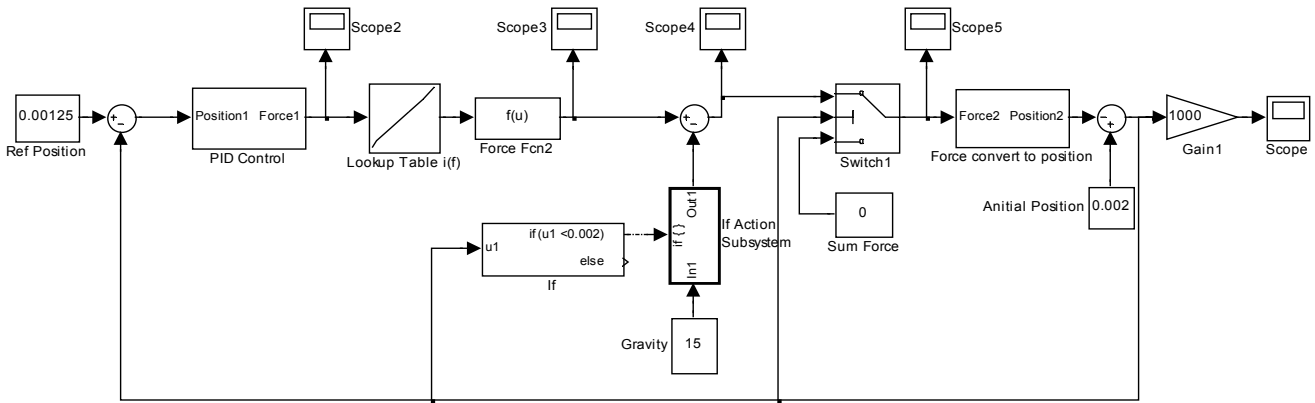 Scope2
Scope3
Scope4
Scope5
0.00125
Ref Position
Position1 Force1
PID Control
Lookup Table i(f)
f(u)
Force Fcn2
Switch1
Force2 Position2
Force convert to position
1000
Gain1
Scope
Anitial Position
0.002
0
Sum Force
u1
if(u1 <0.002)
else
If
Out1
if { }
In1
If Action
Subsystem
Gravity
15